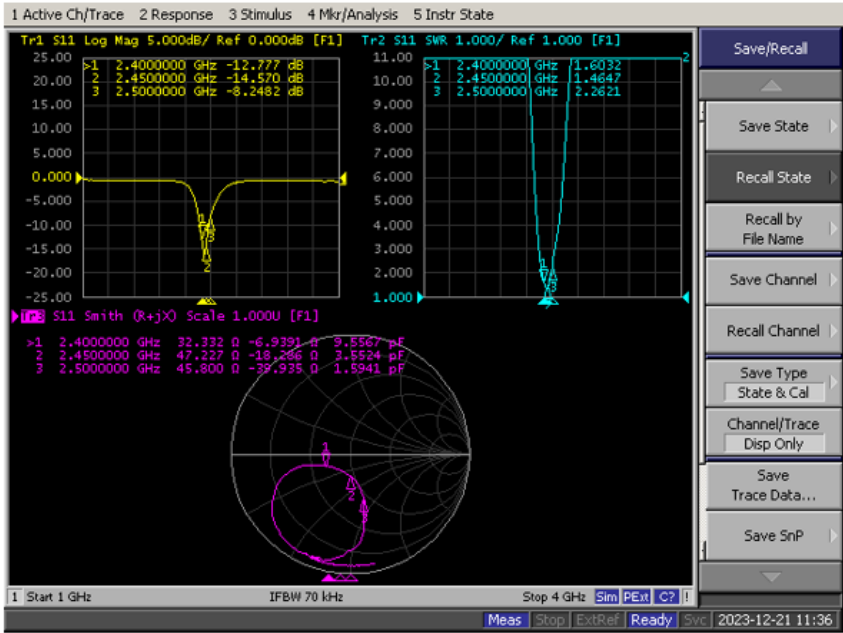 1 Active Ch/Trace 2 Response 3 Stimulus 4 Mkr/Analysis 5 Instr State
Tr1 S11 Log Mag 5.000dB/ Ref 0.000dB [F1]
25.00
20.00
15.00
10.00
5.000
0.000
-5.000
-10.00
-15.00
-20.00
-25.00
>1 2.4000000 GHz -12.777 dB
2 2.4500000 GHz -14.570 dB
3 2.5000000 GHz -8.2482 dB
2
3
Tr2 S11 SWR 1.000/ Ref 1.000 [F1]
11.00
10.00
9.000
8.000
7.000
6.000
5.000
4.000
3.000
2.000
1.000
>1 2.4000000 GHz 1.6032
2 2.4500000 GHz 1.4647
3 2.5000000 GHz 2.2621
2
1
3
Tr3 S11 Smith (R+jX) Scale 1.000U [F1]
>1 2.4000000 GHz 32.332 Ω -6.9391 Ω 9.5567 pF
2 2.4500000 GHz 47.227 Ω -18.286 Ω 3.5524 pF
3 2.5000000 GHz 45.800 Ω -39.935 Ω 1.5941 pF
1
2
1 Start 1 GHz
IFBW 70 kHz
Stop 4 GHz Sim PExt C? !
Save/Recall
Save State
Recall State
Recall by
File Name
Save Channel
Recall Channel
Save Type
State & Cal
Channel/Trace
Disp Only
Save
Trace Data...
Save SnP
Meas Stop ExtRef Ready Svc 2023-12-21 11:36